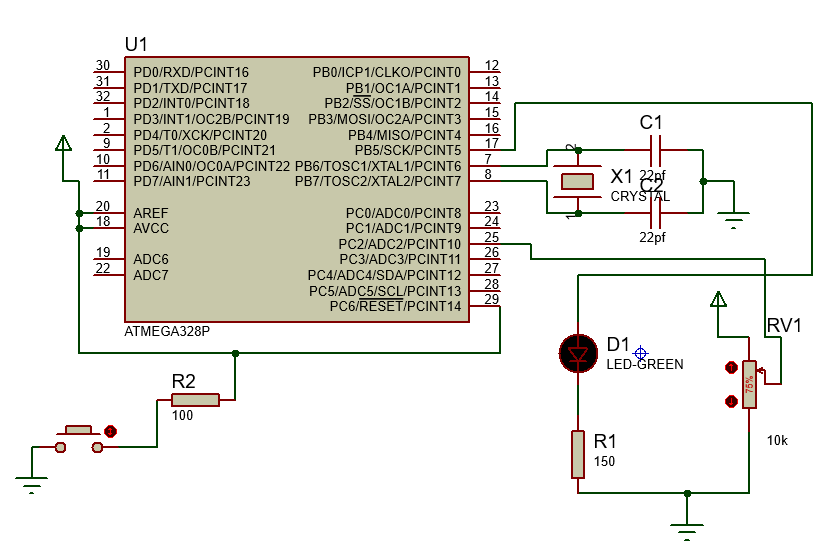 U1
30 PD0/RXD/PCINT16 PB0/ICP1/CLKO/PCINT0 12
31 PD1/TXD/PCINT17 PB1/OC1A/PCINT1 13
32 PD2/INT0/PCINT18 PB2/SS/OC1B/PCINT2 14
1 PD3/INT1/OC2B/PCINT19 PB3/MOSI/OC2A/PCINT3 15
2 PD4/T0/XCK/PCINT20 PB4/MISO/PCINT4 16
9 PD5/T1/OC0B/PCINT21 PB5/SCK/PCINT5 17
10 PD6/AIN0/OC0A/PCINT22 PB6/TOSC1/XTAL1/PCINT6 7
11 PD7/AIN1/PCINT23 PB7/TOSC2/XTAL2/PCINT7 8
20 AREF PC0/ADC0/PCINT8 23
18 AVCC PC1/ADC1/PCINT9 24
PC2/ADC2/PCINT10 25
19 ADC6 PC3/ADC3/PCINT11 26
22 ADC7 PC4/ADC4/SDA/PCINT12 27
PC5/ADC5/SCL/PCINT13 28
PC6/RESET/PCINT14 29
ATMEGA328P
C1
22pf
2
X1
CRYSTAL
1
C2
22pf
D1
LED-GREEN
RV1
75%
10k
R2
100
R1
150